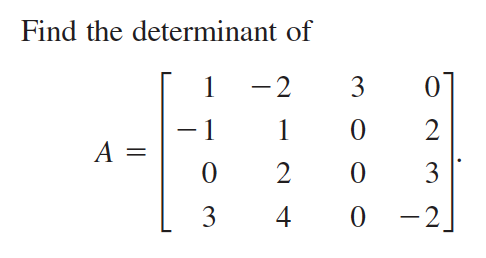 Find the determinant of
A = [
1 −2 3 0
−1 1 0 2
0 2 0 3
3 4 0 −2
].